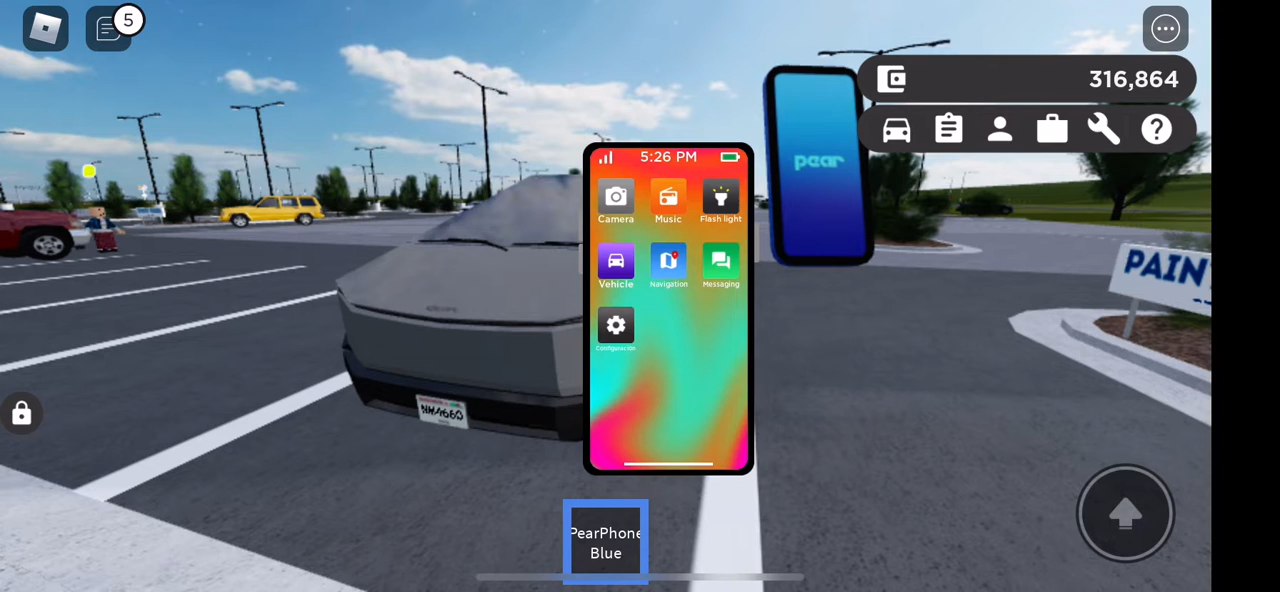 5
316,864
pear
5:26 PM
Camera
Music
Flash light
Vehicle
Navigation
Messaging
Configuración
PAIN
PearPhone
Blue